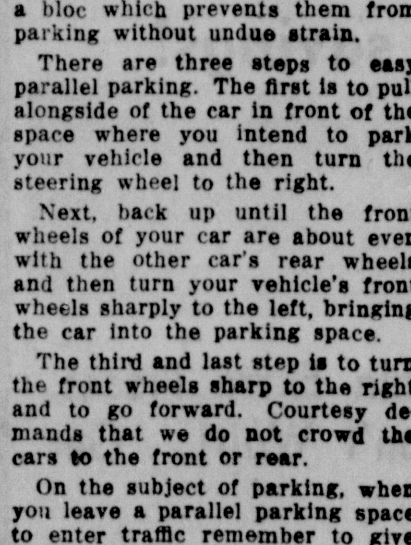 a bloc which prevents them from
parking without undue strain.
There are three steps to easy
parallel parking. The first is to pul
alongside of the car in front of the
space where you intend to park
your vehicle and then turn the
steering wheel to the right.
Next, back up until the front
wheels of your car are about even
with the other car's rear wheels
and then turn your vehicle's front
wheels sharply to the left, bringing
the car into the parking space.
The third and last step is to turn
the front wheels sharp to the right
and to go forward. Courtesy de-
mands that we do not crowd the
cars to the front or rear.
On the subject of parking, when
you leave a parallel parking space
to enter traffic remember to give